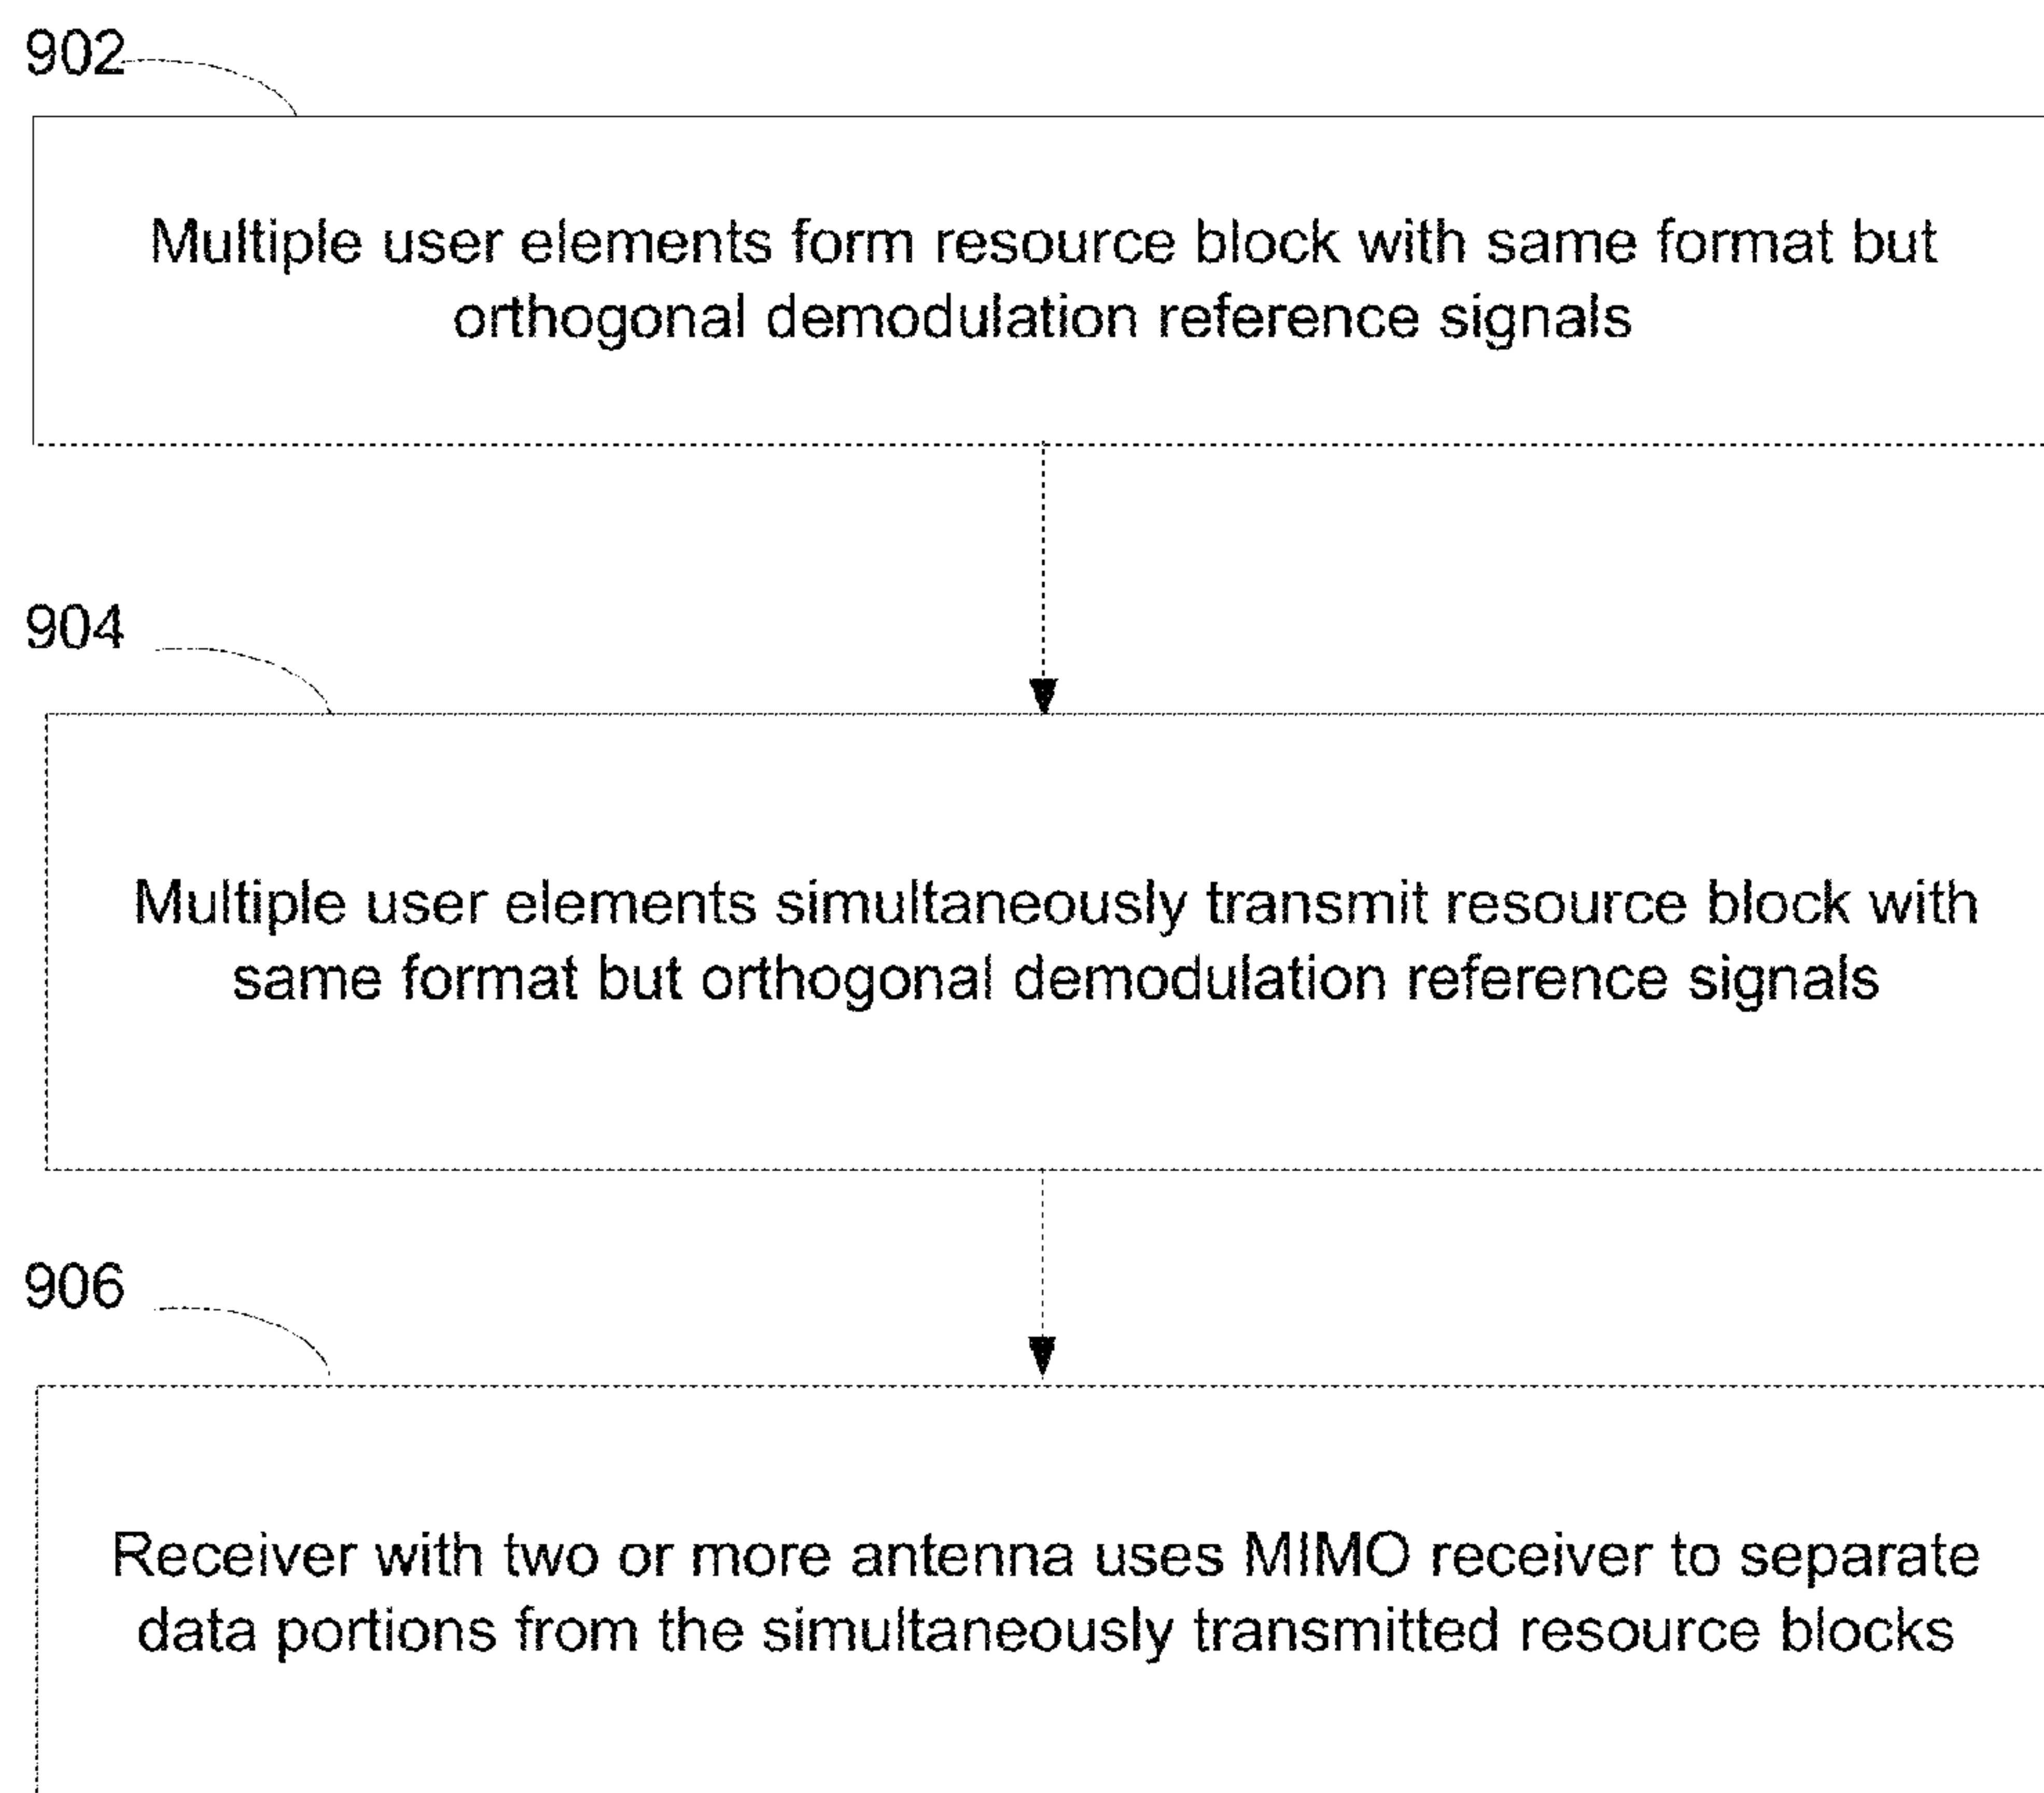 902
Multiple user elements form resource block with same format but
orthogonal demodulation reference signals
904
Multiple user elements simultaneously transmit resource block with
same format but orthogonal demodulation reference signals
906
Receiver with two or more antenna uses MIMO receiver to separate
data portions from the simultaneously transmitted resource blocks